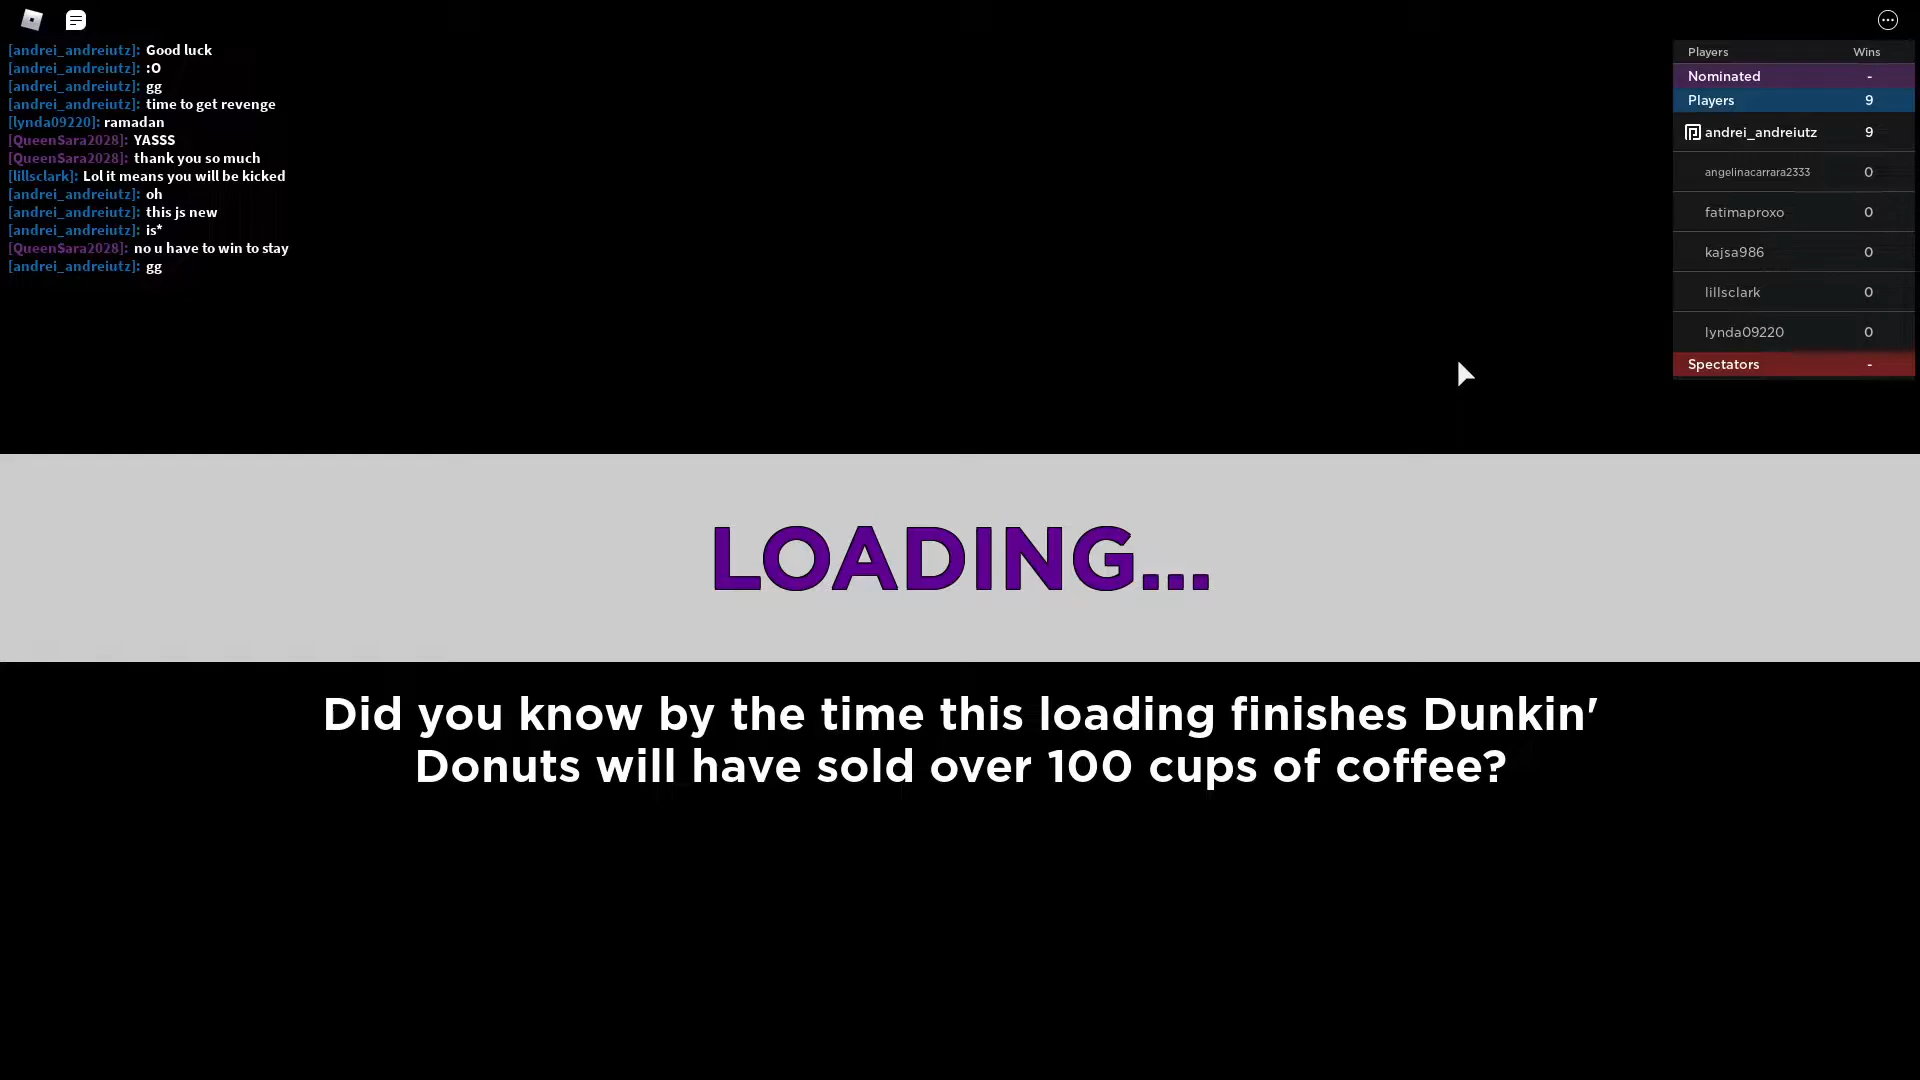 [andrei_andreiutz]: Good luck
[andrei_andreiutz]: :O
[andrei_andreiutz]: gg
[andrei_andreiutz]: time to get revenge
[lynda09220]: ramadan
[QueenSara2028]: YASSS
[QueenSara2028]: thank you so much
[lillsclark]: Lol it means you will be kicked
[andrei_andreiutz]: oh
[andrei_andreiutz]: this js new
[andrei_andreiutz]: is*
[QueenSara2028]: no u have to win to stay
[andrei_andreiutz]: gg
Players Wins
Nominated -
Players 9
andrei_andreiutz 9
angelinacarrara2333 0
fatimaproxo 0
kajsa986 0
lillsclark 0
lynda09220 0
Spectators -
LOADING...
Did you know by the time this loading finishes Dunkin'
Donuts will have sold over 100 cups of coffee?